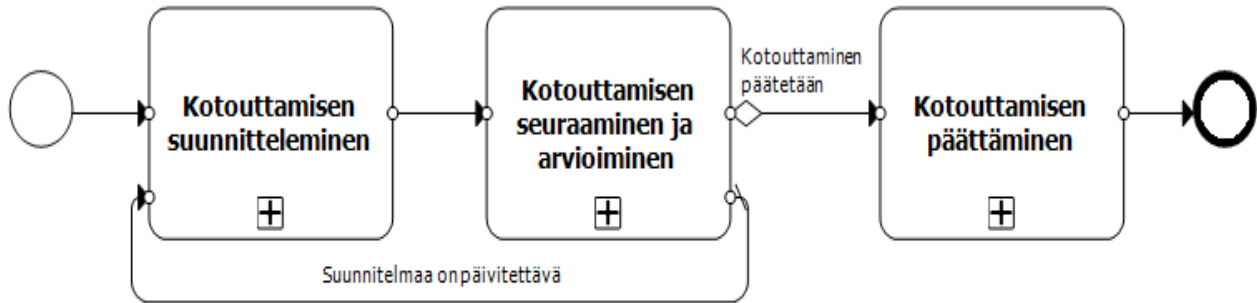 Kotouttamisen
suunnitteleminen
Kotouttamisen
seuraaminen ja
arvioiminen
Kotouttaminen
päätetään
Kotouttamisen
päättäminen
Suunnitelmaa on päivitettävä